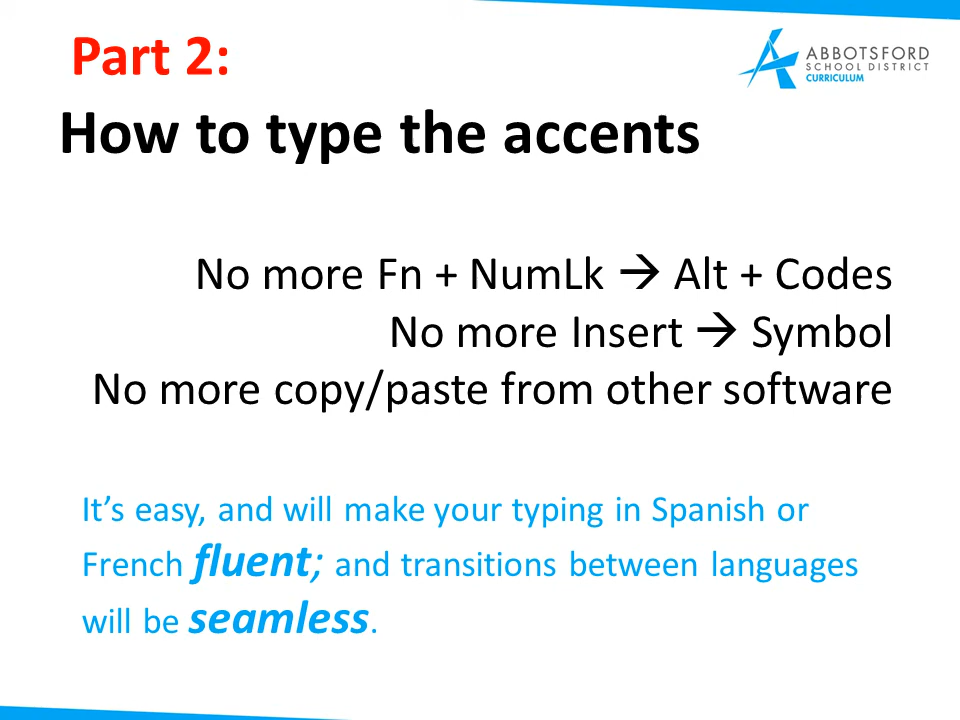 Part 2:
ABBOTSFORD
SCHOOL DISTRICT
CURRICULUM
How to type the accents
No more Fn + NumLk → Alt + Codes
No more Insert → Symbol
No more copy/paste from other software
It’s easy, and will make your typing in Spanish or
French fluent; and transitions between languages
will be seamless.